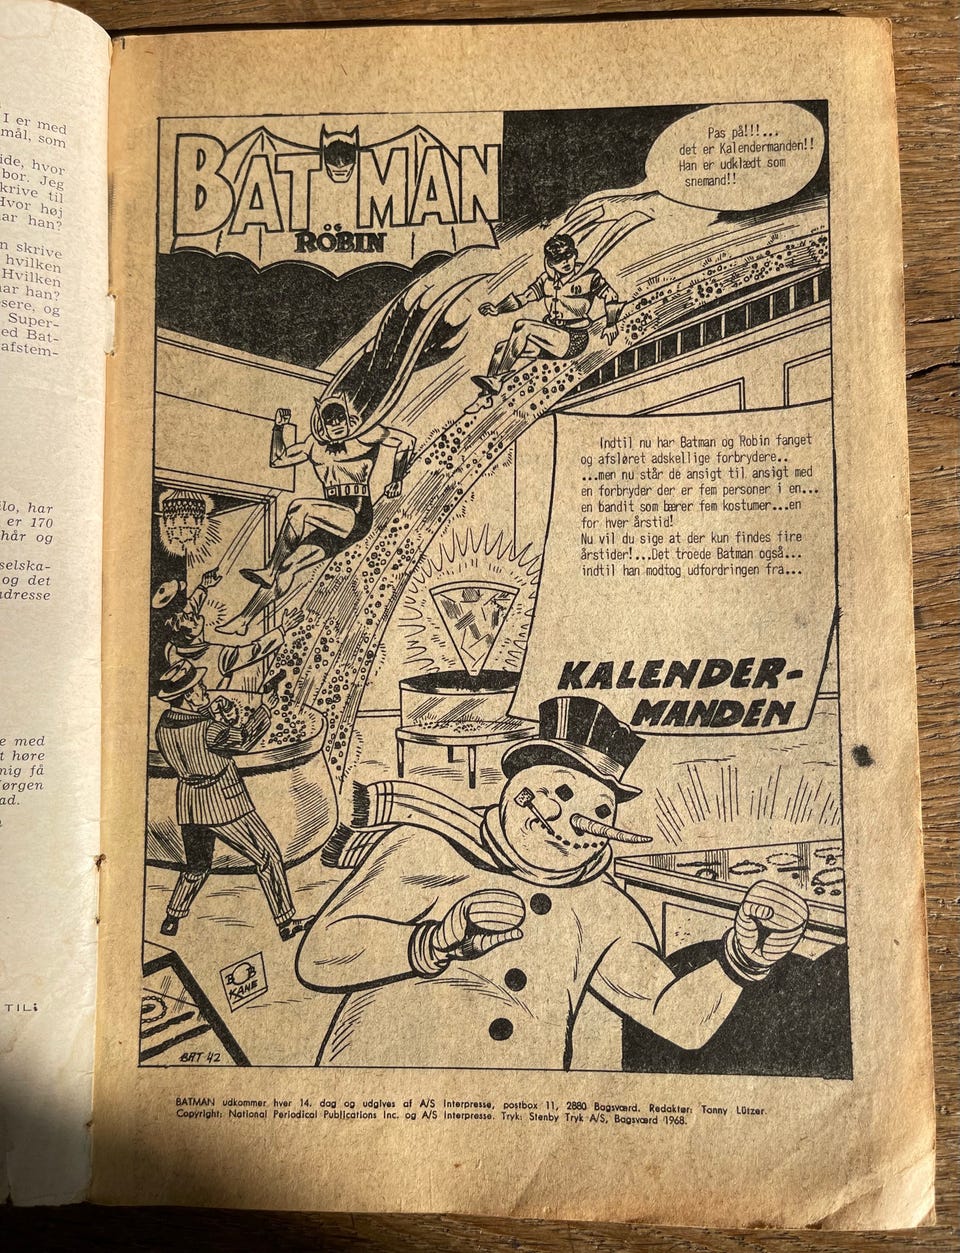 I er med
mål, som
ide, hvor
bor. Jeg
krive til
Hvor høj
ar han?
n skrive
hvilken
Hvilken
ar han?
sere, og
Super-
ed Bat-
afstem-
lo, har
er 170
hår og
selska-
og det
dresse
e med
t høre
mig få
ørgen
ad.
TIL:
BATMAN
OG
RÖBIN
Pas på!!!...
det er Kalendermanden!!
Han er udklædt som
snemand!!
Indtil nu har Batman og Robin fanget
og afsløret adskellige forbrydere..
...men nu står de ansigt til ansigt med
en forbryder der er fem personer i en...
en bandit som bærer fem kostumer...en
for hver årstid!
Nu vil du sige at der kun findes fire
årstider!...Det troede Batman også...
indtil han modtog udfordringen fra...
KALENDER-
MANDEN
BOB
KANE
BAT 42
BATMAN udkommer hver 14. dag og udgives af A/S Interpresse, postbox 11, 2880 Bagsværd. Redaktør: Tonny Lützer.
Copyright: National Periodical Publications Inc. og A/S Interpresse. Tryk: Stenby Tryk A/S, Bagsværd 1968.